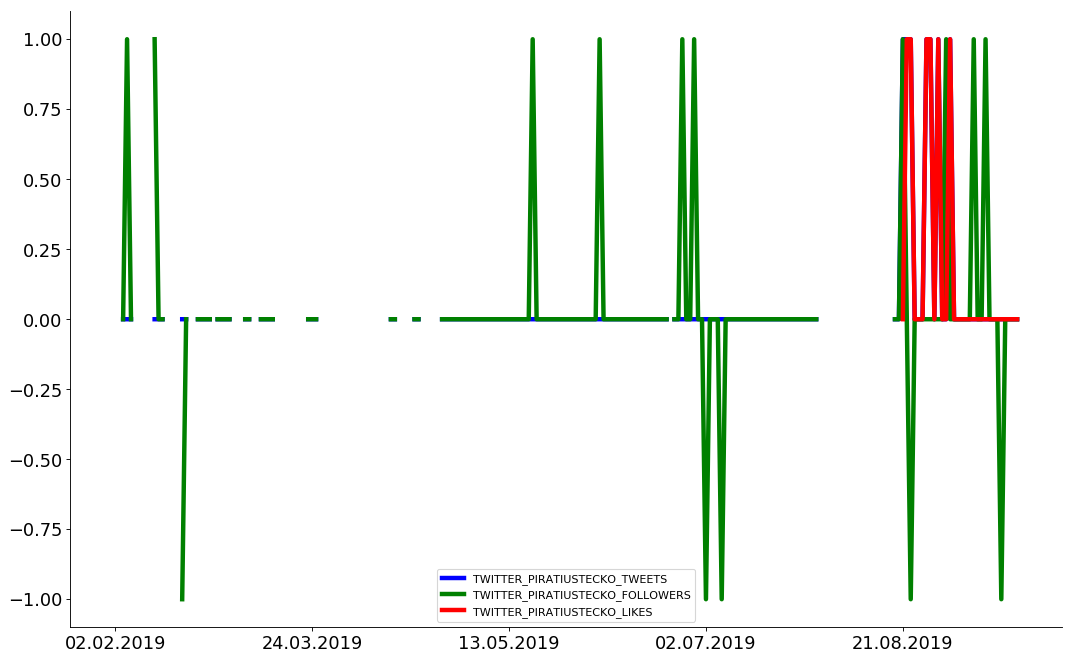 1.00
0.75
0.50
0.25
0.00
−0.25
−0.50
−0.75
−1.00
TWITTER_PIRATIUSTECKO_TWEETS
TWITTER_PIRATIUSTECKO_FOLLOWERS
TWITTER_PIRATIUSTECKO_LIKES
02.02.2019 24.03.2019 13.05.2019 02.07.2019 21.08.2019